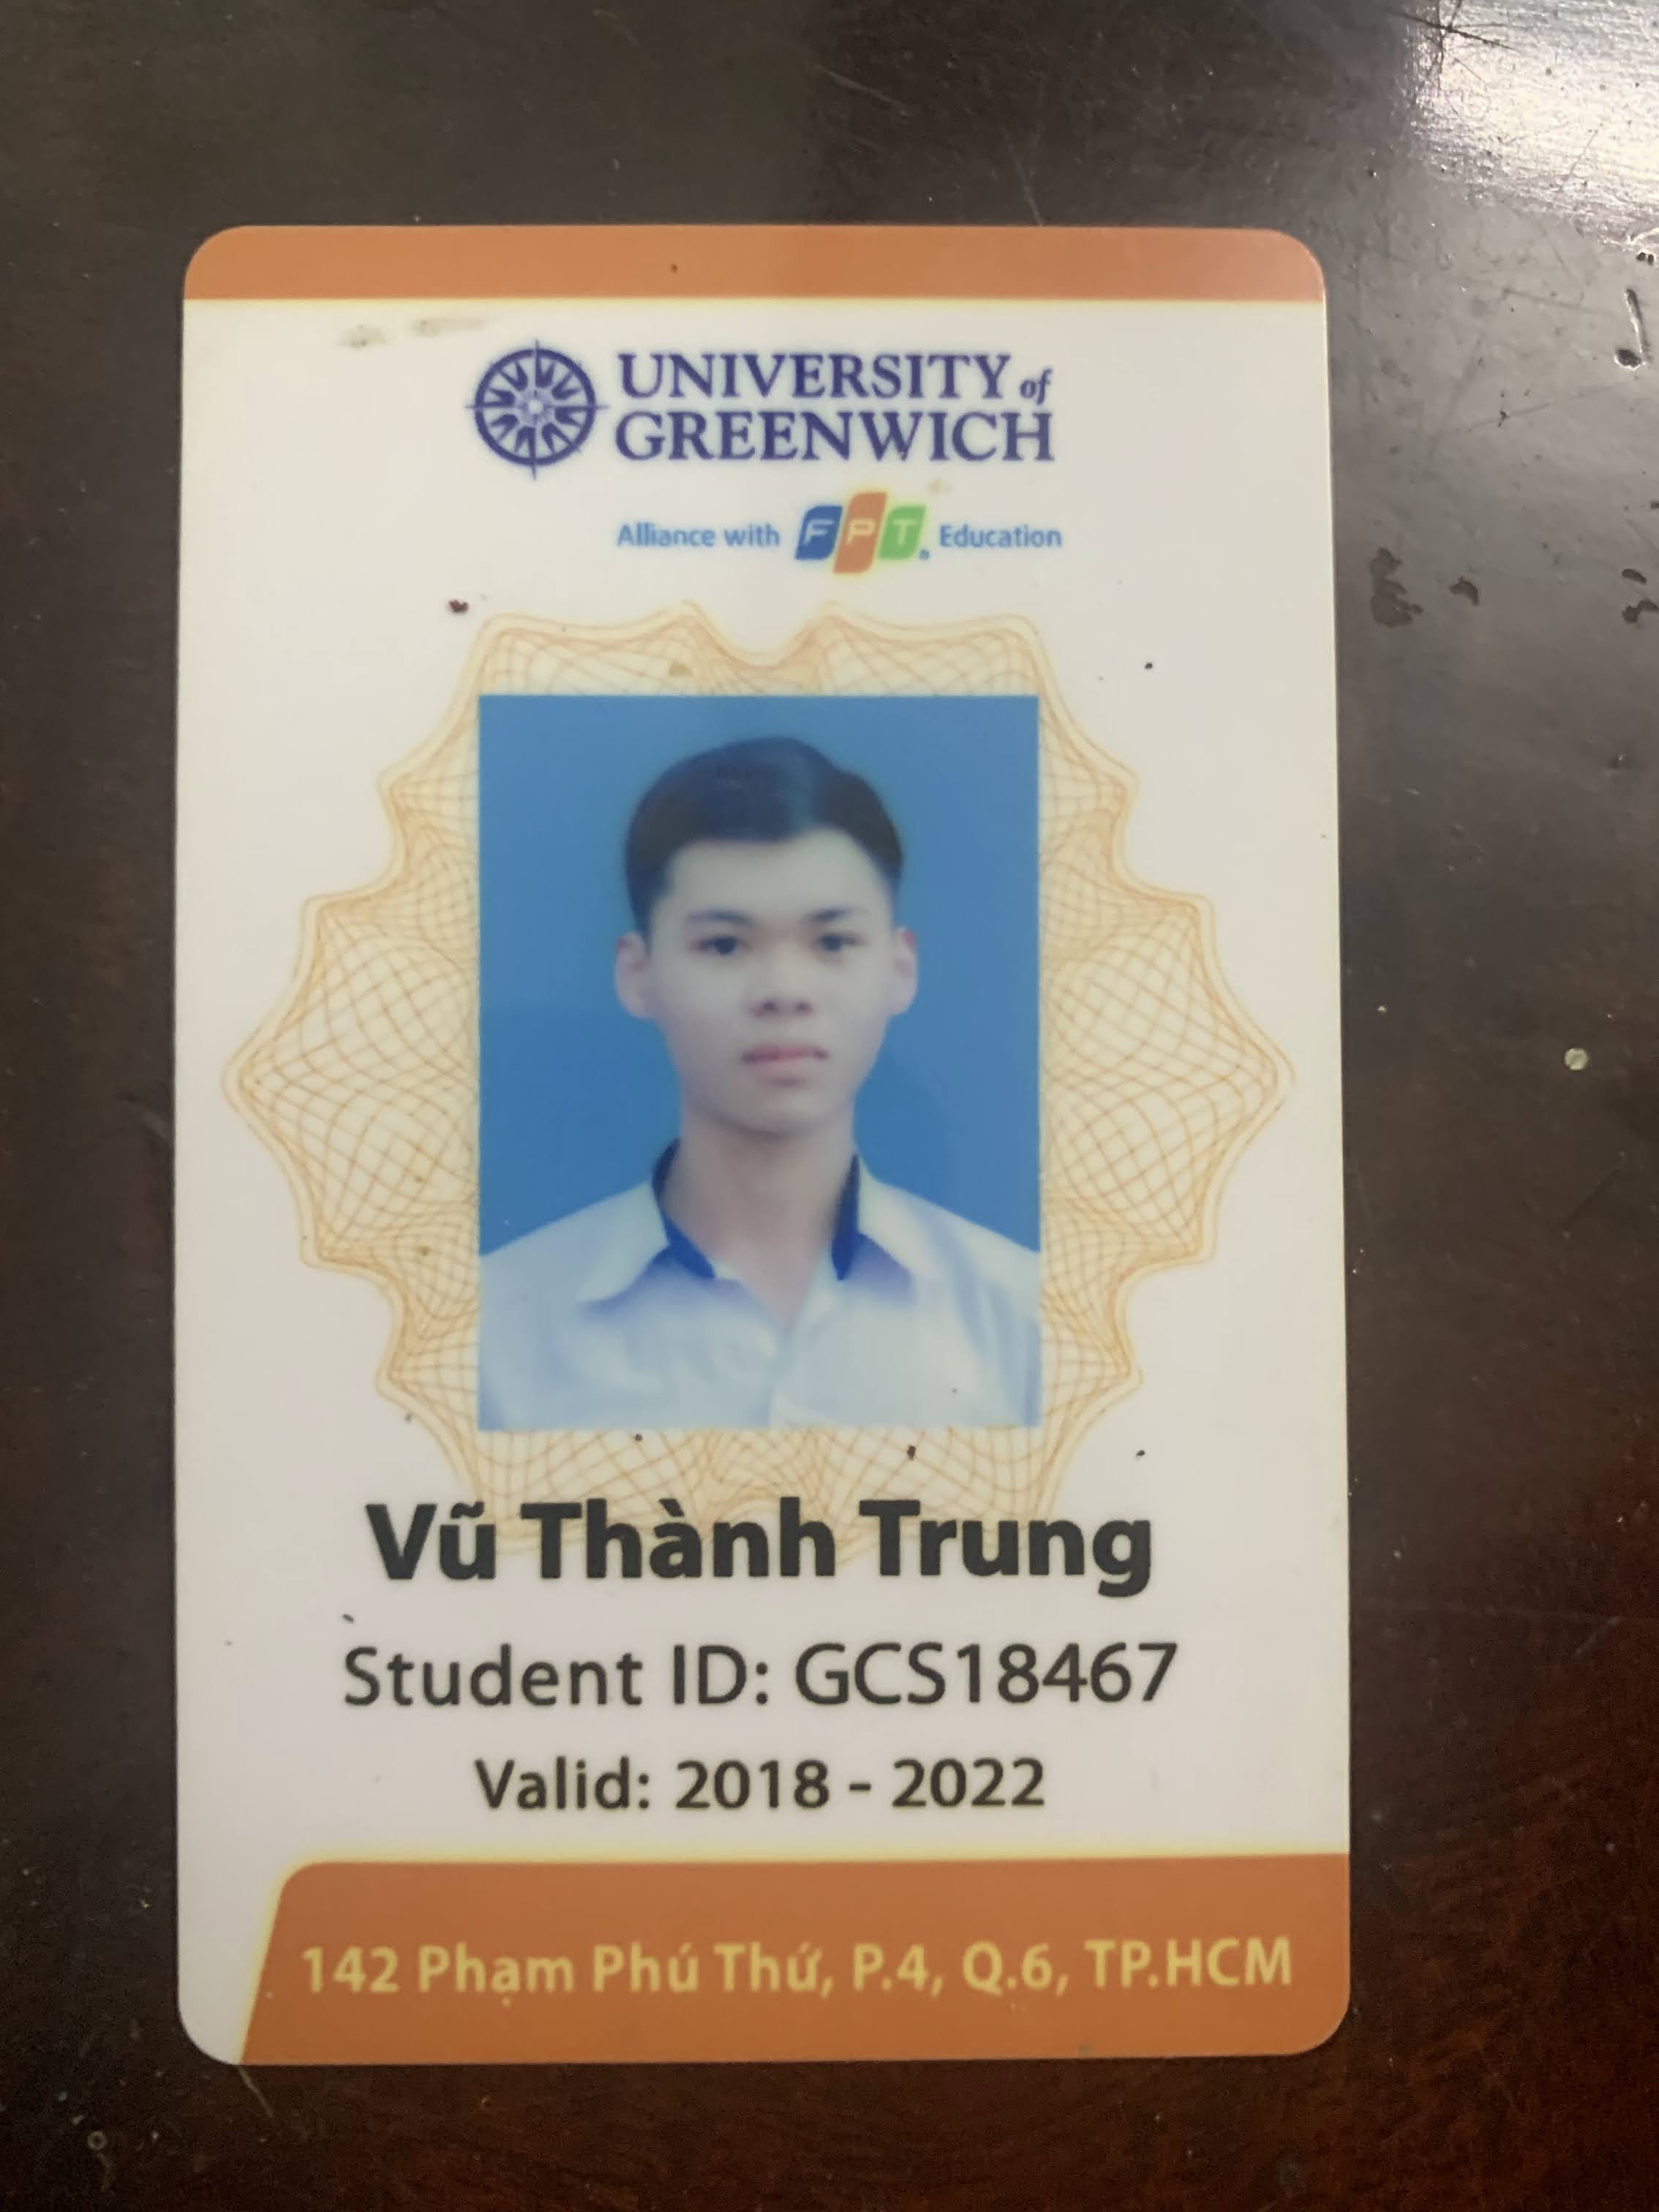 UNIVERSITY of
GREENWICH
Alliance with FPT. Education
Vũ Thành Trung
Student ID: GCS18467
Valid: 2018 - 2022
142 Phạm Phú Thứ, P.4, Q.6, TP.HCM